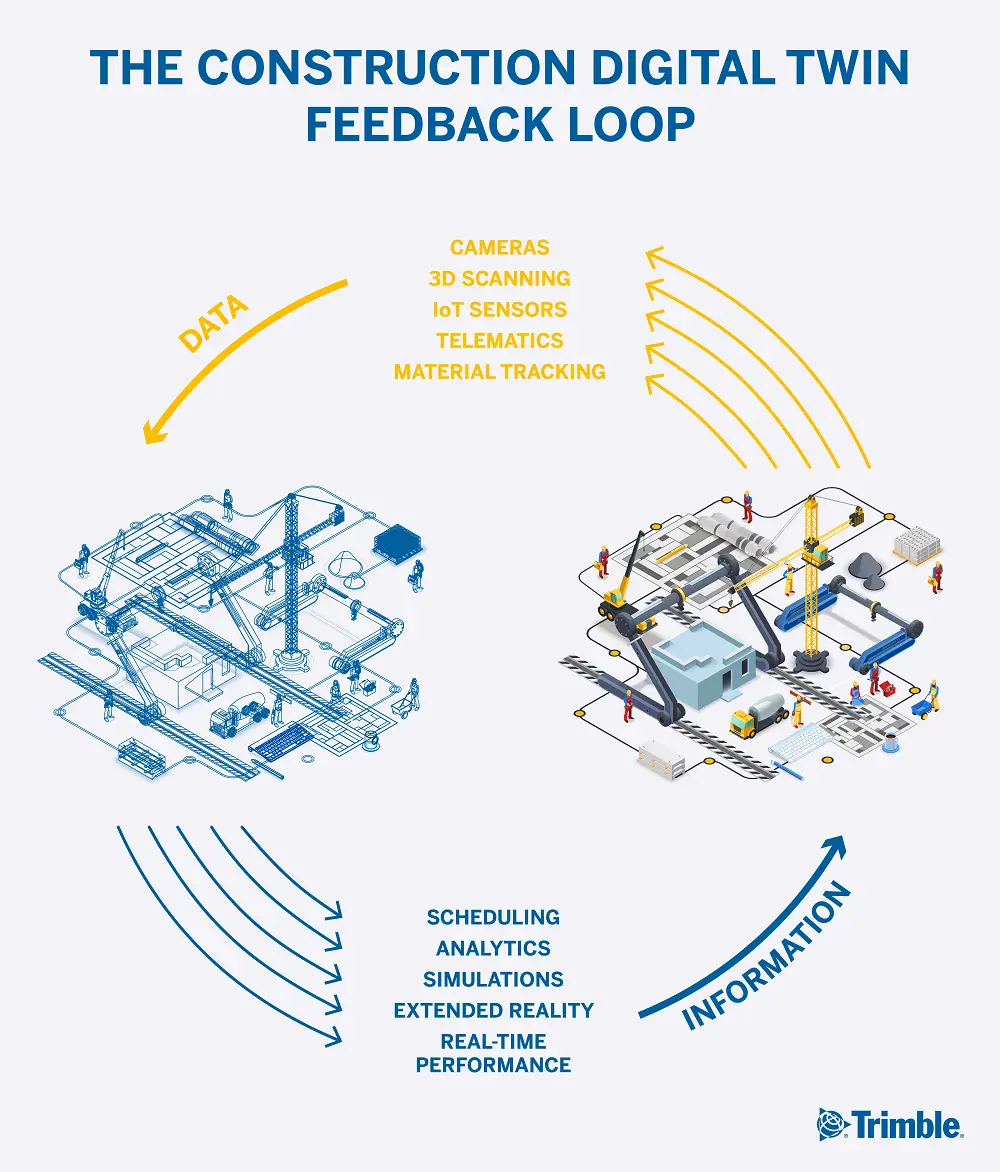 THE CONSTRUCTION DIGITAL TWIN
FEEDBACK LOOP
CAMERAS
3D SCANNING
IoT SENSORS
TELEMATICS
MATERIAL TRACKING
DATA
SCHEDULING
ANALYTICS
SIMULATIONS
EXTENDED REALITY
REAL-TIME
PERFORMANCE
INFORMATION
Trimble